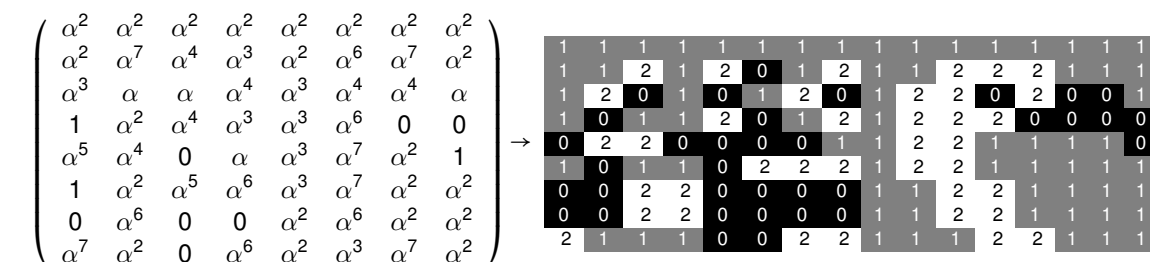 α² α² α² α² α² α² α² α²
α² α⁷ α⁴ α³ α² α⁶ α⁷ α²
α³ α α α⁴ α³ α⁴ α⁴ α
1 α² α⁴ α³ α³ α⁶ 0 0
α⁵ α⁴ 0 α α³ α⁷ α² 1
1 α² α⁵ α⁶ α³ α⁷ α² α²
0 α⁶ 0 0 α² α⁶ α² α²
α⁷ α² 0 α⁶ α² α³ α⁷ α²
→
1 1 1 1 1 1 1 1 1 1 1 1 1 1 1 1
1 1 2 1 2 0 1 2 1 1 2 2 2 1 1 1
1 2 0 1 0 1 2 0 1 2 2 0 2 0 0 1
1 0 1 1 2 0 1 2 1 2 2 2 0 0 0 0
0 2 2 0 0 0 0 1 1 2 2 1 1 1 1 0
1 0 1 1 0 2 2 2 1 2 2 1 1 1 1 1
0 0 2 2 0 0 0 0 1 1 2 2 1 1 1 1
0 0 2 2 0 0 0 0 1 1 2 2 1 1 1 1
2 1 1 1 0 0 2 2 1 1 1 2 2 1 1 1